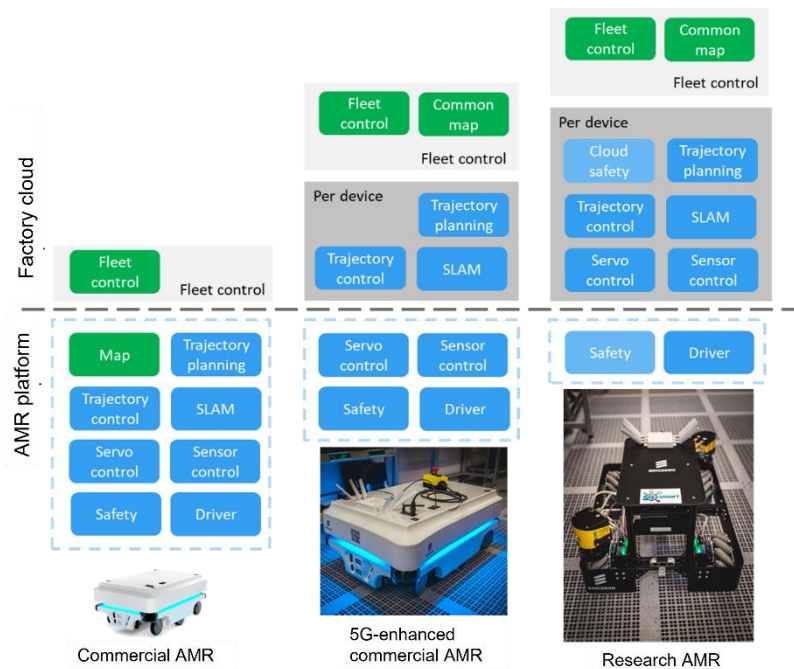 Factory cloud
AMR platform
Fleet
control
Fleet control
Map
Trajectory
planning
Trajectory
control
SLAM
Servo
control
Sensor
control
Safety
Driver
Commercial AMR
Fleet
control
Common
map
Fleet control
Per device
Trajectory
planning
Trajectory
control
SLAM
Servo
control
Sensor
control
Safety
Driver
5G-enhanced
commercial AMR
Fleet
control
Common
map
Fleet control
Per device
Cloud
safety
Trajectory
planning
Trajectory
control
SLAM
Servo
control
Sensor
control
Safety
Driver
ERICSSON
ERICSSON
Research AMR